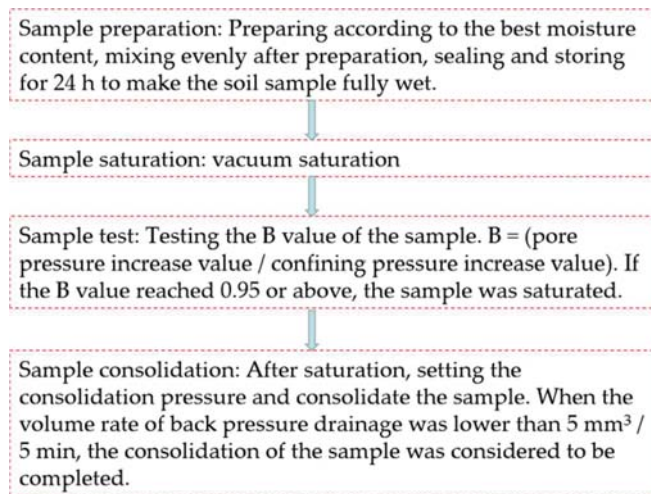 Sample preparation: Preparing according to the best moisture
content, mixing evenly after preparation, sealing and storing
for 24 h to make the soil sample fully wet.
Sample saturation: vacuum saturation
Sample test: Testing the B value of the sample. B = (pore
pressure increase value / confining pressure increase value). If
the B value reached 0.95 or above, the sample was saturated.
Sample consolidation: After saturation, setting the
consolidation pressure and consolidate the sample. When the
volume rate of back pressure drainage was lower than 5 mm³ /
5 min, the consolidation of the sample was considered to be
completed.